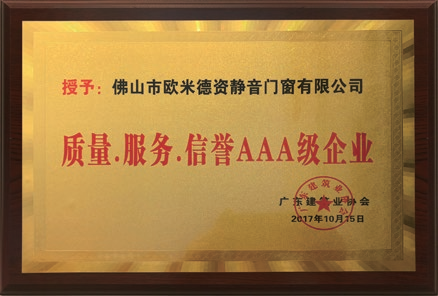 授予：佛山市欧米德资静音门窗有限公司
质量.服务.信誉AAA级企业
广东建筑业协会
2017年10月15日